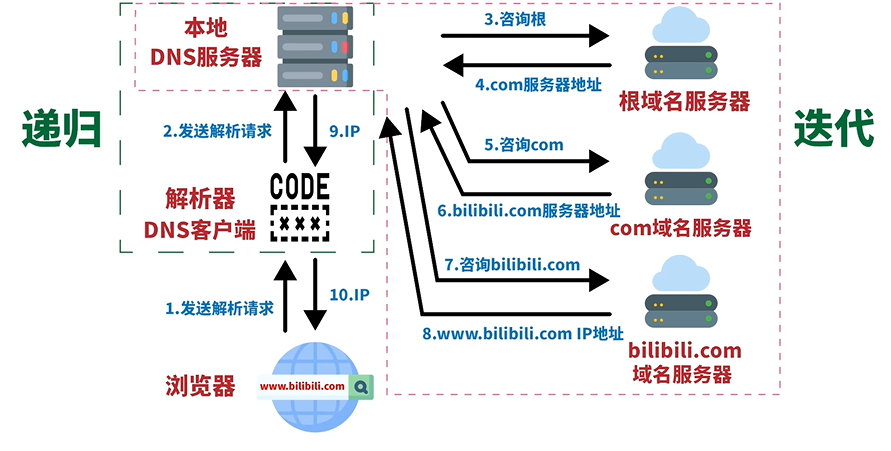 本地
DNS服务器
3.咨询根
4.com服务器地址
根域名服务器
递归
迭代
2.发送解析请求
9.IP
5.咨询com
解析器
DNS客户端
CODE
×××
6.bilibili.com服务器地址
com域名服务器
7.咨询bilibili.com
1.发送解析请求
10.IP
8.www.bilibili.com IP地址
bilibili.com
域名服务器
浏览器
www.bilibili.com